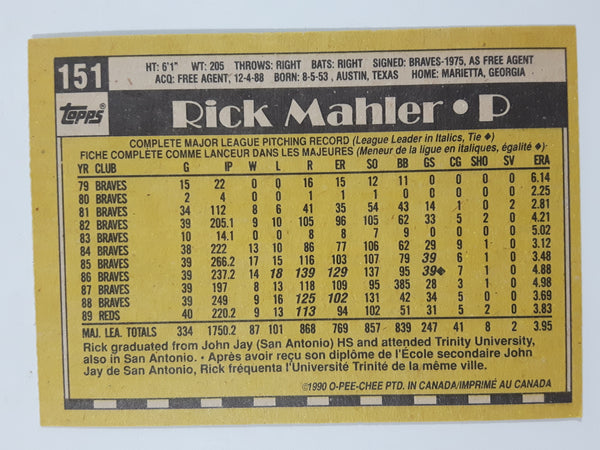 151
HT: 6'1" WT: 205 THROWS: RIGHT BATS: RIGHT SIGNED: BRAVES-1975, AS FREE AGENT
ACQ: FREE AGENT, 12-4-88 BORN: 8-5-53, AUSTIN, TEXAS HOME: MARIETTA, GEORGIA
Topps
Rick Mahler • P
COMPLETE MAJOR LEAGUE PITCHING RECORD (League Leader in Italics, Tie ◆)
FICHE COMPLÈTE COMME LANCEUR DANS LES MAJEURES (Meneur de la ligue en italiques, égalité ◆)
YR CLUB G IP W L R ER SO BB GS CG SHO SV ERA
79 BRAVES 15 22 0 0 16 15 12 11 0 0 0 0 6.14
80 BRAVES 2 4 0 0 1 1 1 0 0 0 0 2.25
81 BRAVES 34 112 8 6 41 35 54 43 14 1 0 2 2.81
82 BRAVES 39 205.1 9 10 105 96 105 62 33 5 2 0 4.21
83 BRAVES 10 14.1 0 0 8 8 7 9 0 0 0 0 5.02
84 BRAVES 38 222 13 10 86 77 106 62 29 9 1 0 3.12
85 BRAVES 39 266.2 17 15 116 103 107 79 39 6 1 0 3.48
86 BRAVES 39 237.2 14 18 139 129 137 95 39◆ 7 1 0 4.88
87 BRAVES 39 197 8 13 118 109 95 385 28 3 1 0 4.98
88 BRAVES 39 249 9 16 125 102 131 42 34 5 0 0 3.69
89 REDS 40 220.2 9 13 113 94 102 51 31 5 2 0 3.83
MAJ. LEA. TOTALS 334 1750.2 87 101 868 769 857 839 247 41 8 2 3.95
Rick graduated from John Jay (San Antonio) HS and attended Trinity University,
also in San Antonio. • Après avoir reçu son diplôme de l'École secondaire John
Jay de San Antonio, Rick fréquenta l'Université Trinité de la même ville.
©1990 O-PEE-CHEE PTD. IN CANADA/IMPRIMÉ AU CANADA